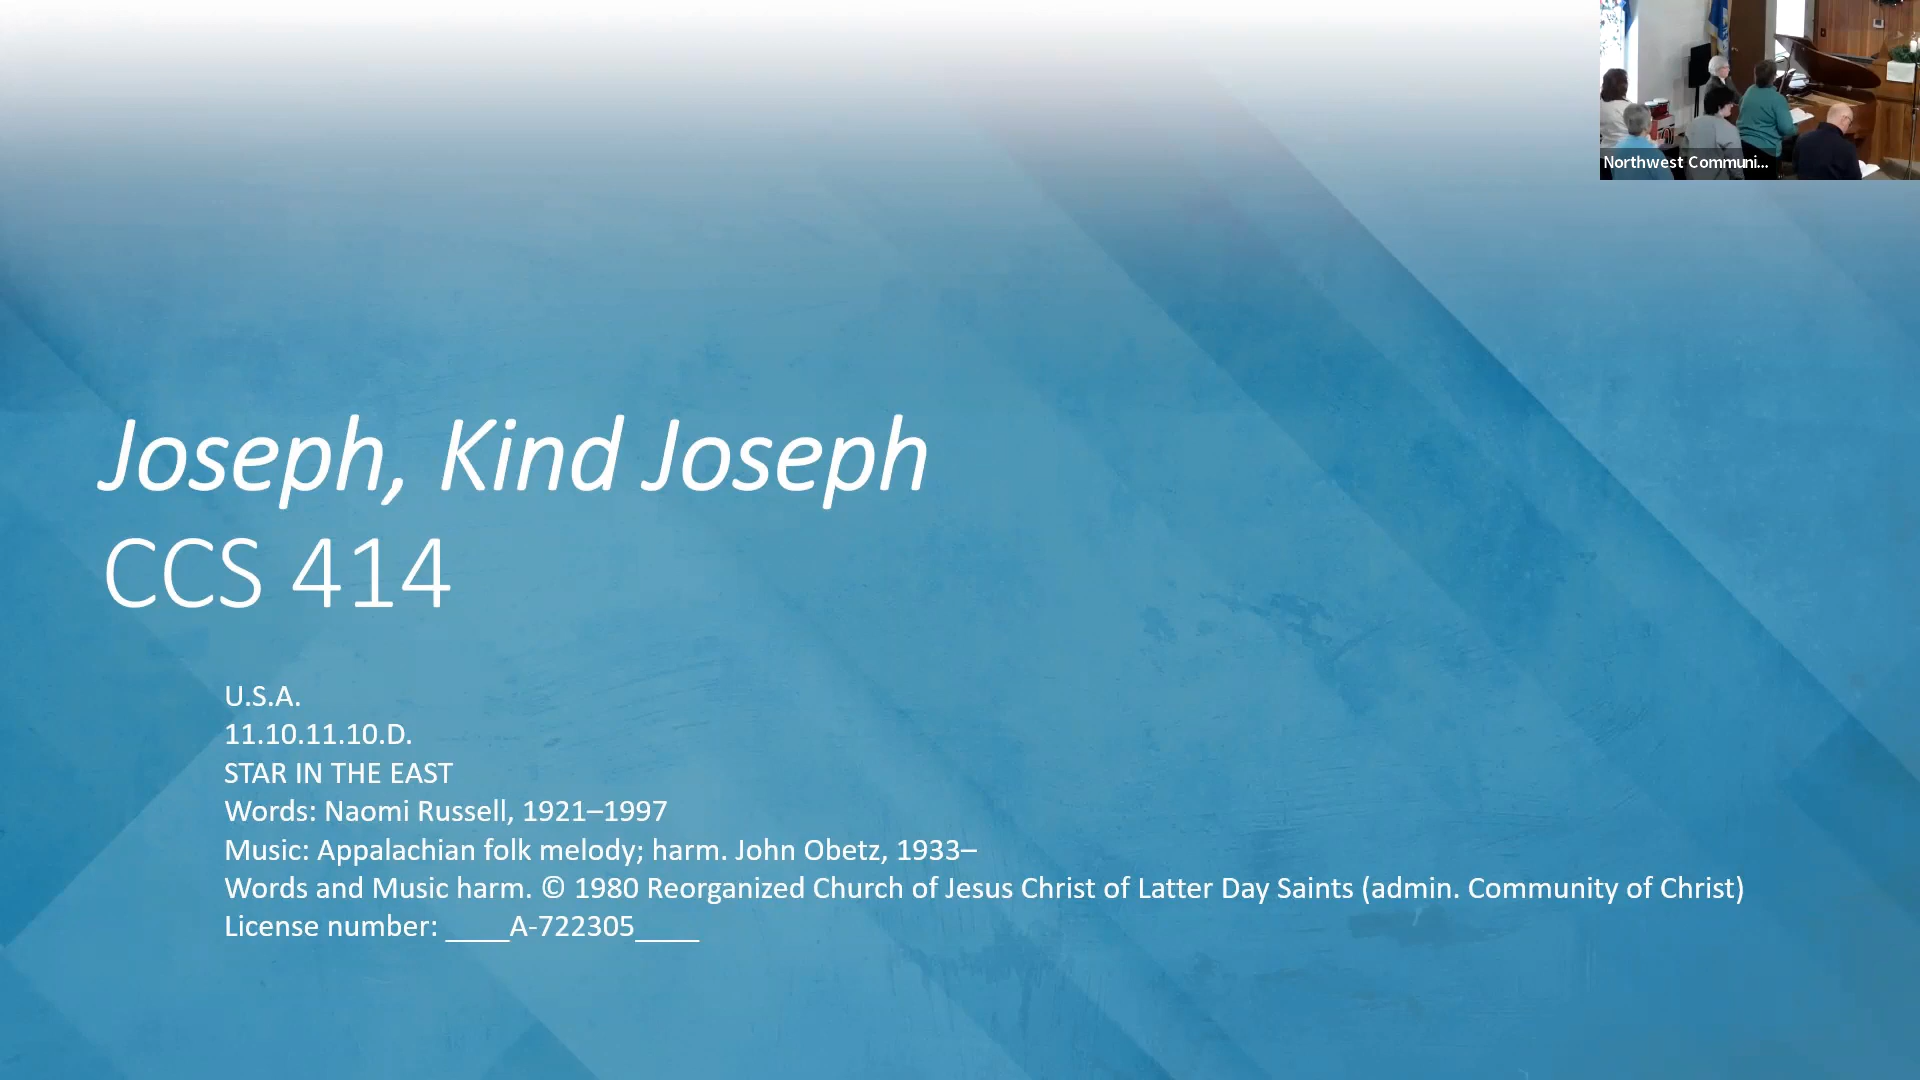 Northwest Communi...
Joseph, Kind Joseph
CCS 414
U.S.A.
11.10.11.10.D.
STAR IN THE EAST
Words: Naomi Russell, 1921–1997
Music: Appalachian folk melody; harm. John Obetz, 1933–
Words and Music harm. © 1980 Reorganized Church of Jesus Christ of Latter Day Saints (admin. Community of Christ)
License number: ____A-722305____